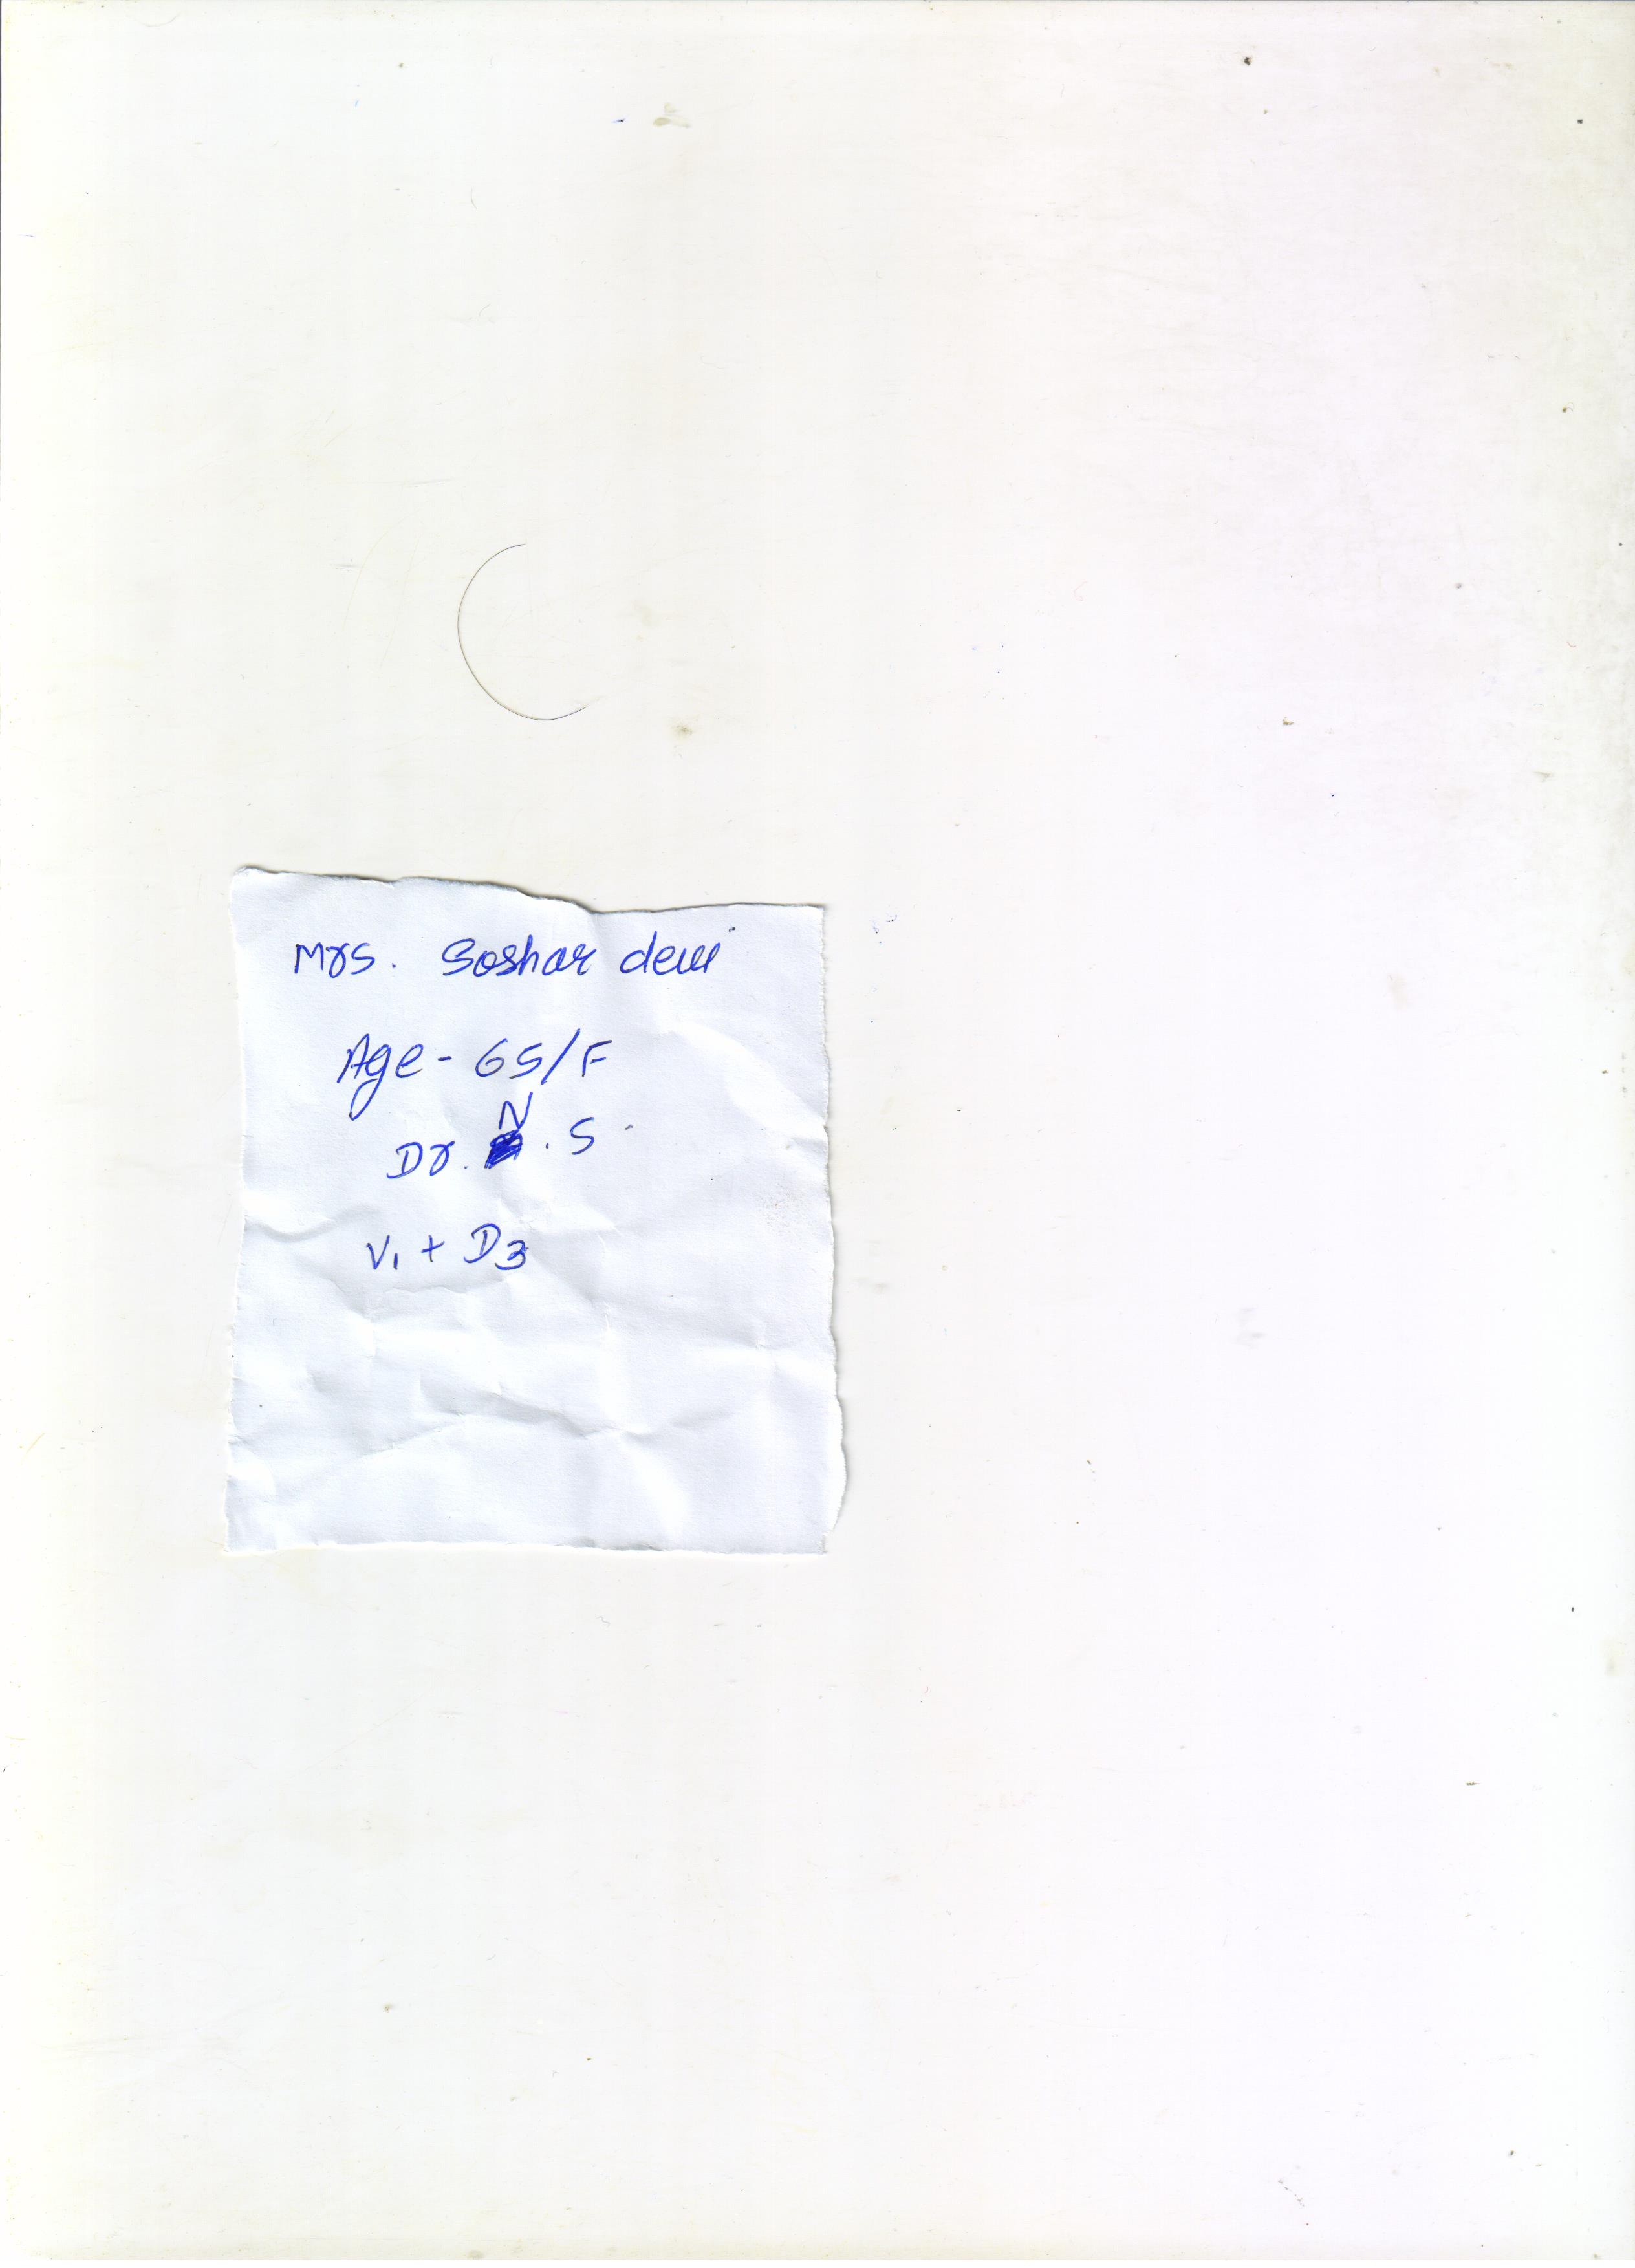 Mrs. Soshar devi
Age - 65/F
Dr. N . S
V1 + D3